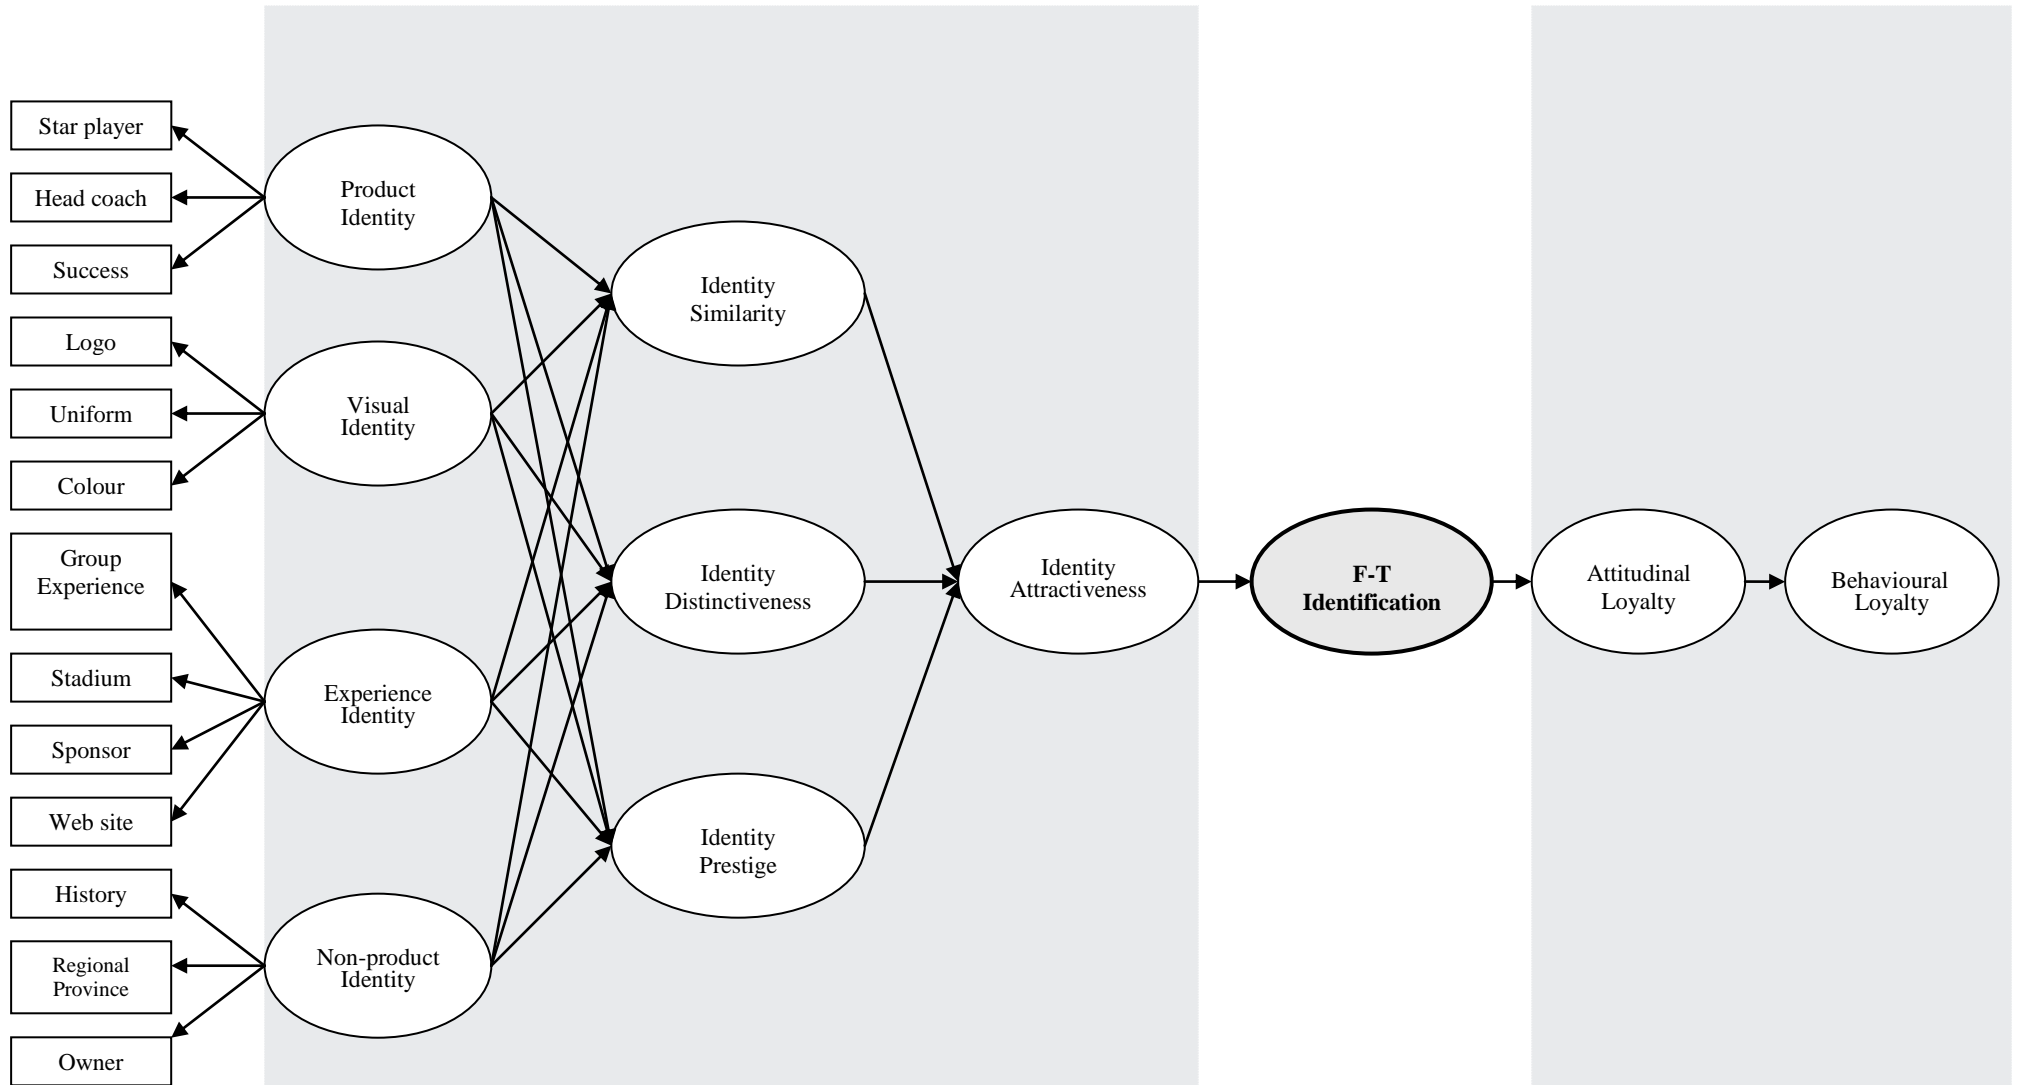 Star player
Head coach
Success
Logo
Uniform
Colour
Group
Experience
Stadium
Sponsor
Web site
History
Regional
Province
Owner
Product
Identity
Visual
Identity
Experience
Identity
Non-product
Identity
Identity
Similarity
Identity
Distinctiveness
Identity
Prestige
Identity
Attractiveness
F-T
Identification
Attitudinal
Loyalty
Behavioural
Loyalty